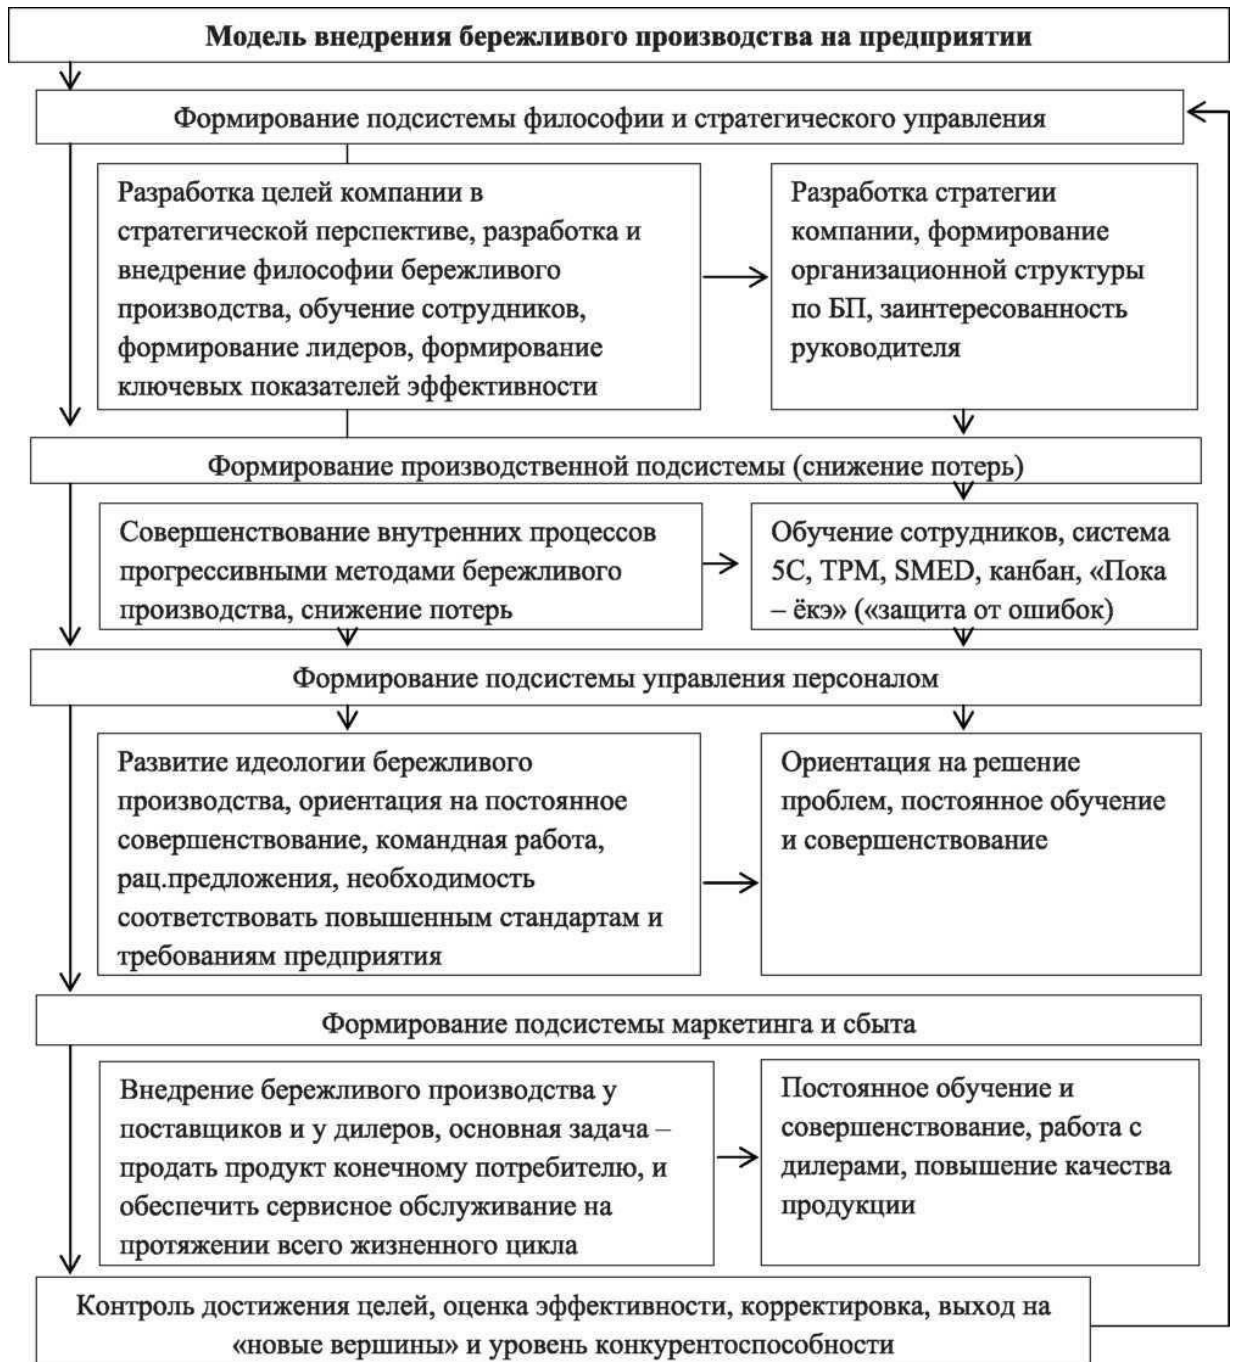 Модель внедрения бережливого производства на предприятии
Формирование подсистемы философии и стратегического управления
Разработка целей компании в
стратегической перспективе, разработка и
внедрение философии бережливого
производства, обучение сотрудников,
формирование лидеров, формирование
ключевых показателей эффективности
Разработка стратегии
компании, формирование
организационной структуры
по БП, заинтересованность
руководителя
Формирование производственной подсистемы (снижение потерь)
Совершенствование внутренних процессов
прогрессивными методами бережливого
производства, снижение потерь
Обучение сотрудников, система
5С, ТРМ, SMED, канбан, «Пока
– ёкэ» («защита от ошибок)
Формирование подсистемы управления персоналом
Развитие идеологии бережливого
производства, ориентация на постоянное
совершенствование, командная работа,
рац.предложения, необходимость
соответствовать повышенным стандартам и
требованиям предприятия
Ориентация на решение
проблем, постоянное обучение
и совершенствование
Формирование подсистемы маркетинга и сбыта
Внедрение бережливого производства у
поставщиков и у дилеров, основная задача –
продать продукт конечному потребителю, и
обеспечить сервисное обслуживание на
протяжении всего жизненного цикла
Постоянное обучение и
совершенствование, работа с
дилерами, повышение качества
продукции
Контроль достижения целей, оценка эффективности, корректировка, выход на
«новые вершины» и уровень конкурентоспособности